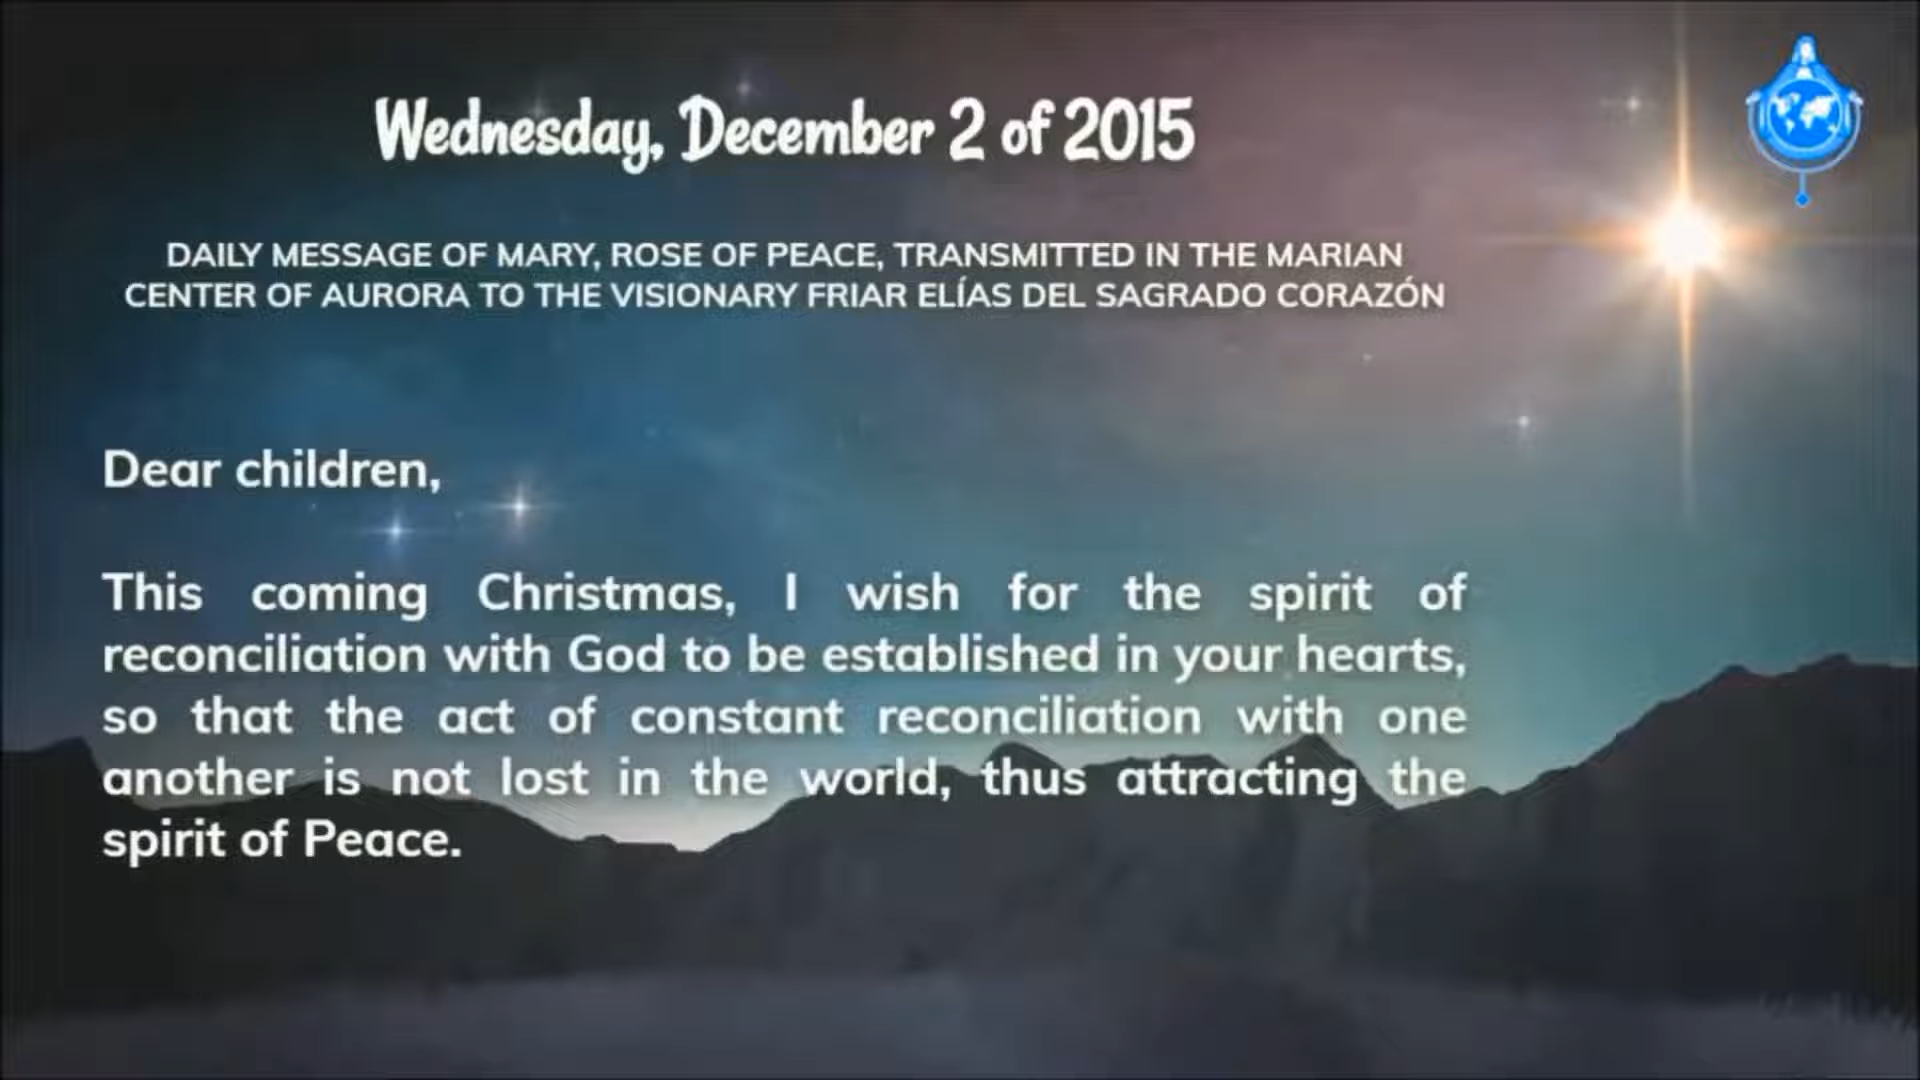 Wednesday, December 2 of 2015
DAILY MESSAGE OF MARY, ROSE OF PEACE, TRANSMITTED IN THE MARIAN
CENTER OF AURORA TO THE VISIONARY FRIAR ELÍAS DEL SAGRADO CORAZÓN
Dear children,
This coming Christmas, I wish for the spirit of
reconciliation with God to be established in your hearts,
so that the act of constant reconciliation with one
another is not lost in the world, thus attracting the
spirit of Peace.